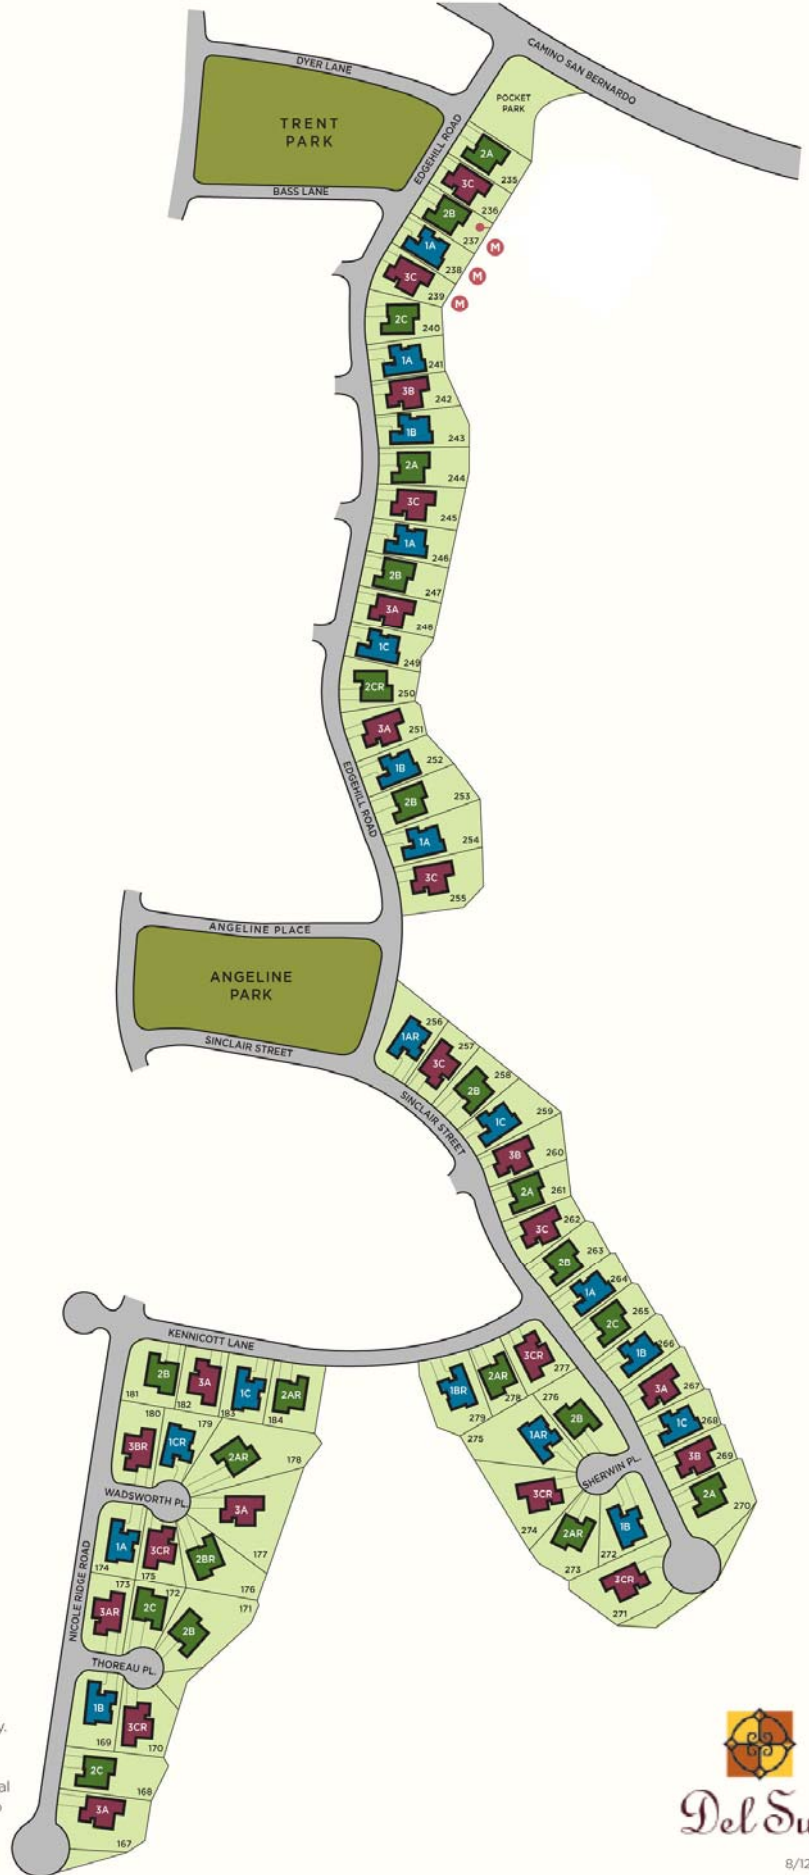 CAMINO SAN BERNARDO
DYER LANE
POCKET
PARK
TRENT
PARK
EDGEHILL ROAD
BASS LANE
2A
235
3C
236
2B
237
M
1A
238
M
3C
239
M
2C
240
1A
241
3B
242
1B
243
2A
244
3C
245
1A
246
2B
247
3A
248
1C
249
2CR
250
3A
251
1B
252
EDGEHILL ROAD
2B
253
1A
254
3C
255
ANGELINE PLACE
ANGELINE
PARK
SINCLAIR STREET
1AR
256
3C
257
2B
258
SINCLAIR STREET
1C
259
3B
260
2A
261
3C
262
2B
263
1A
264
2C
265
1B
266
3A
267
1C
268
3B
269
2A
270
KENNICOTT LANE
2B
181
3A
182
1C
183
2AR
184
1BR
279
2AR
278
3CR
277
276
2B
275
1AR
SHERWIN PL.
180
3BR
179
1CR
2AR
178
WADSWORTH PL.
3A
177
3CR
274
2AR
273
1B
272
3CR
271
NICOLE RIDGE ROAD
1A
174
3CR
175
2BR
176
173
3AR
172
2C
171
2B
THOREAU PL.
1B
169
3CR
170
2C
168
3A
167
y.
al
Del Su
8/12